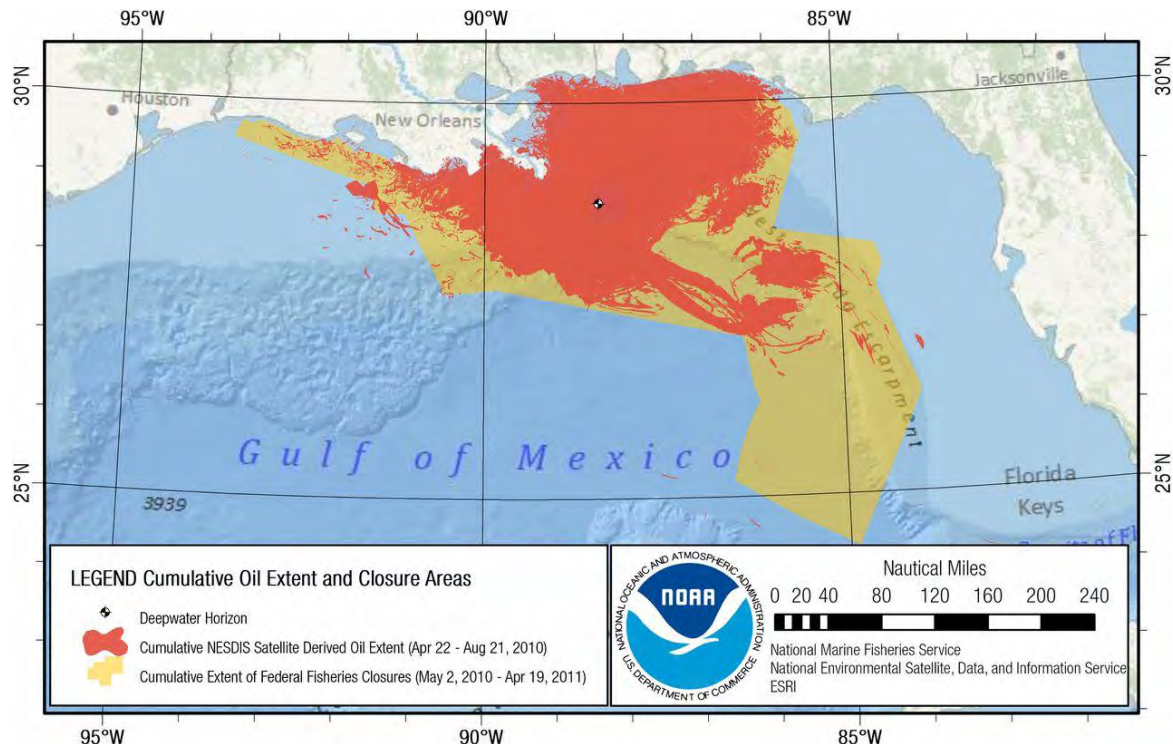 95°W 90°W 85°W
30°N 30°N
Houston
New Orleans
Jacksonville
Escarpment
Gulf of Mexico
25°N 25°N
3939
Florida
Keys
LEGEND Cumulative Oil Extent and Closure Areas
Deepwater Horizon
Cumulative NESDIS Satellite Derived Oil Extent (Apr 22 - Aug 21, 2010)
Cumulative Extent of Federal Fisheries Closures (May 2, 2010 - Apr 19, 2011)
NATIONAL OCEANIC AND ATMOSPHERIC ADMINISTRATION
NOAA
U.S. DEPARTMENT OF COMMERCE
Nautical Miles
0 20 40 80 120 160 200 240
National Marine Fisheries Service
National Environmental Satellite, Data, and Information Service
ESRI
95°W 90°W 85°W